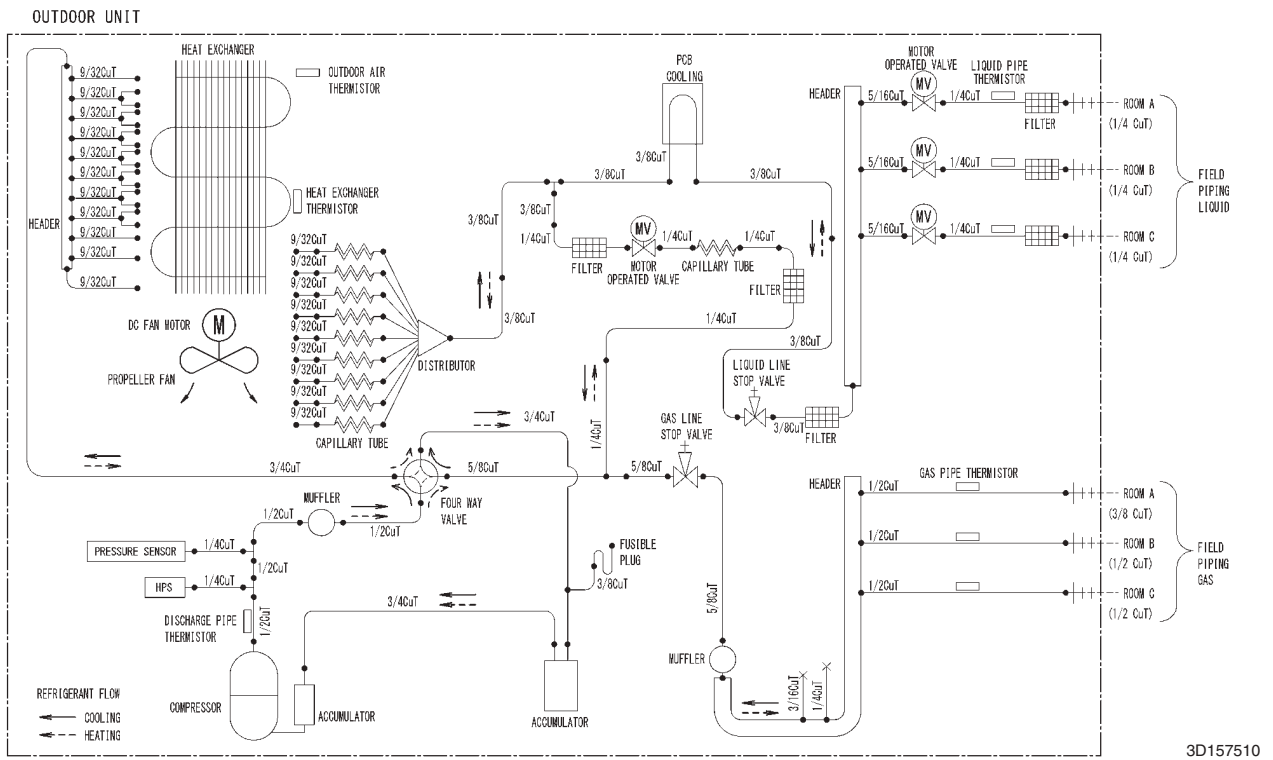 OUTDOOR UNIT
HEAT EXCHANGER
OUTDOOR AIR
THERMISTOR
9/32CuT
9/32CuT
9/32CuT
9/32CuT
9/32CuT
9/32CuT
9/32CuT
9/32CuT
9/32CuT
9/32CuT
9/32CuT
HEADER
HEAT EXCHANGER
THERMISTOR
DC FAN MOTOR
M
PROPELLER FAN
9/32CuT
9/32CuT
9/32CuT
9/32CuT
9/32CuT
9/32CuT
9/32CuT
9/32CuT
9/32CuT
CAPILLARY TUBE
DISTRIBUTOR
3/8CuT
3/8CuT
PCB
COOLING
3/8CuT
3/8CuT
3/8CuT
3/8CuT
1/4CuT
FILTER
MV
MOTOR
OPERATED VALVE
1/4CuT
CAPILLARY TUBE
1/4CuT
FILTER
1/4CuT
1/4CuT
3/8CuT
LIQUID LINE
STOP VALVE
3/8CuT
FILTER
HEADER
MOTOR
OPERATED VALVE
LIQUID PIPE
THERMISTOR
5/16CuT
MV
1/4CuT
FILTER
ROOM A
(1/4 CuT)
5/16CuT
MV
1/4CuT
ROOM B
(1/4 CuT)
5/16CuT
MV
1/4CuT
ROOM C
(1/4 CuT)
FIELD
PIPING
LIQUID
3/4CuT
3/4CuT
5/8CuT
FOUR WAY
VALVE
GAS LINE
STOP VALVE
5/8CuT
MUFFLER
1/2CuT
1/2CuT
PRESSURE SENSOR
1/4CuT
1/2CuT
HPS
1/4CuT
DISCHARGE PIPE
THERMISTOR
1/2CuT
3/4CuT
FUSIBLE
PLUG
3/8CuT
COMPRESSOR
ACCUMULATOR
ACCUMULATOR
5/8CuT
MUFFLER
3/16CuT
1/4CuT
HEADER
GAS PIPE THERMISTOR
1/2CuT
ROOM A
(3/8 CuT)
1/2CuT
ROOM B
(1/2 CuT)
1/2CuT
ROOM C
(1/2 CuT)
FIELD
PIPING
GAS
REFRIGERANT FLOW
COOLING
HEATING
3D157510